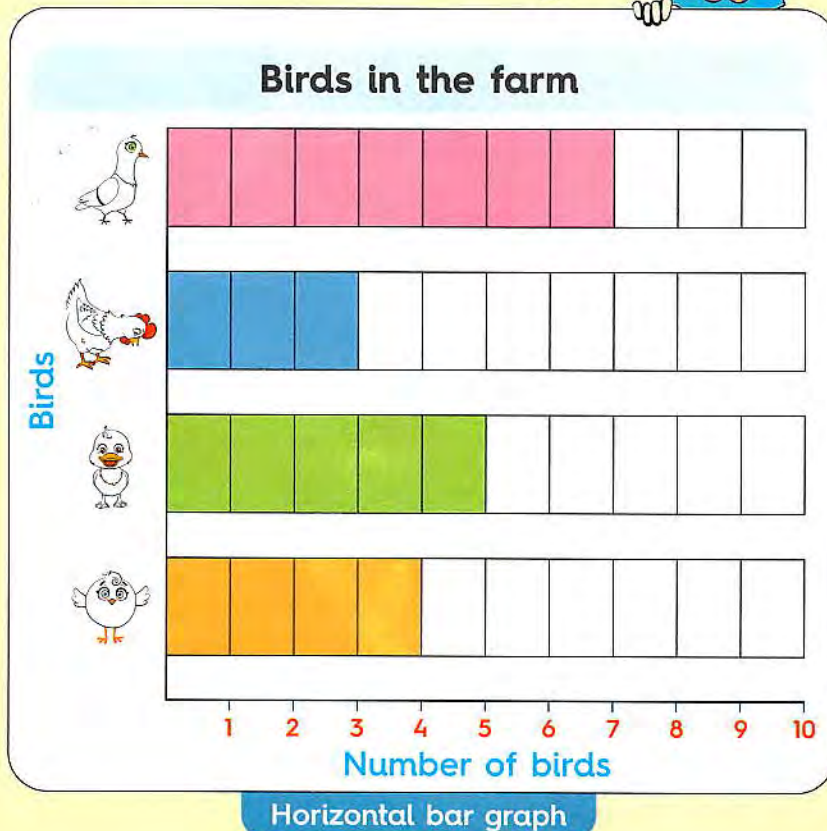 Birds in the farm
Birds
1 2 3 4 5 6 7 8 9 10
Number of birds
Horizontal bar graph